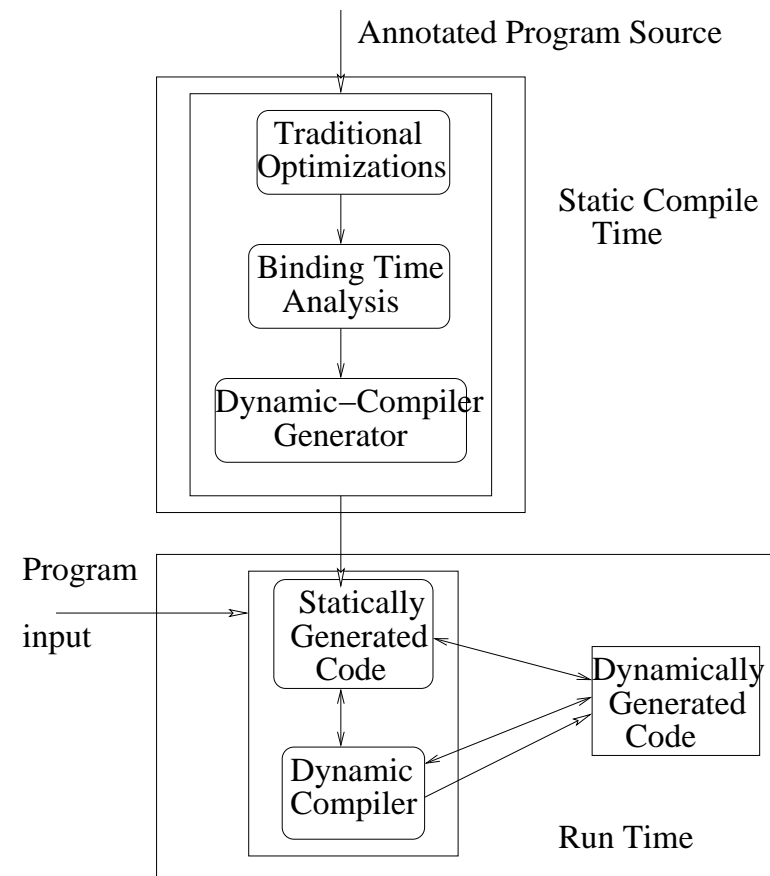 Annotated Program Source
Traditional
Optimizations
Static Compile
Time
Binding Time
Analysis
Dynamic−Compiler
Generator
Program
input
Statically
Generated
Code
Dynamically
Generated
Code
Dynamic
Compiler
Run Time